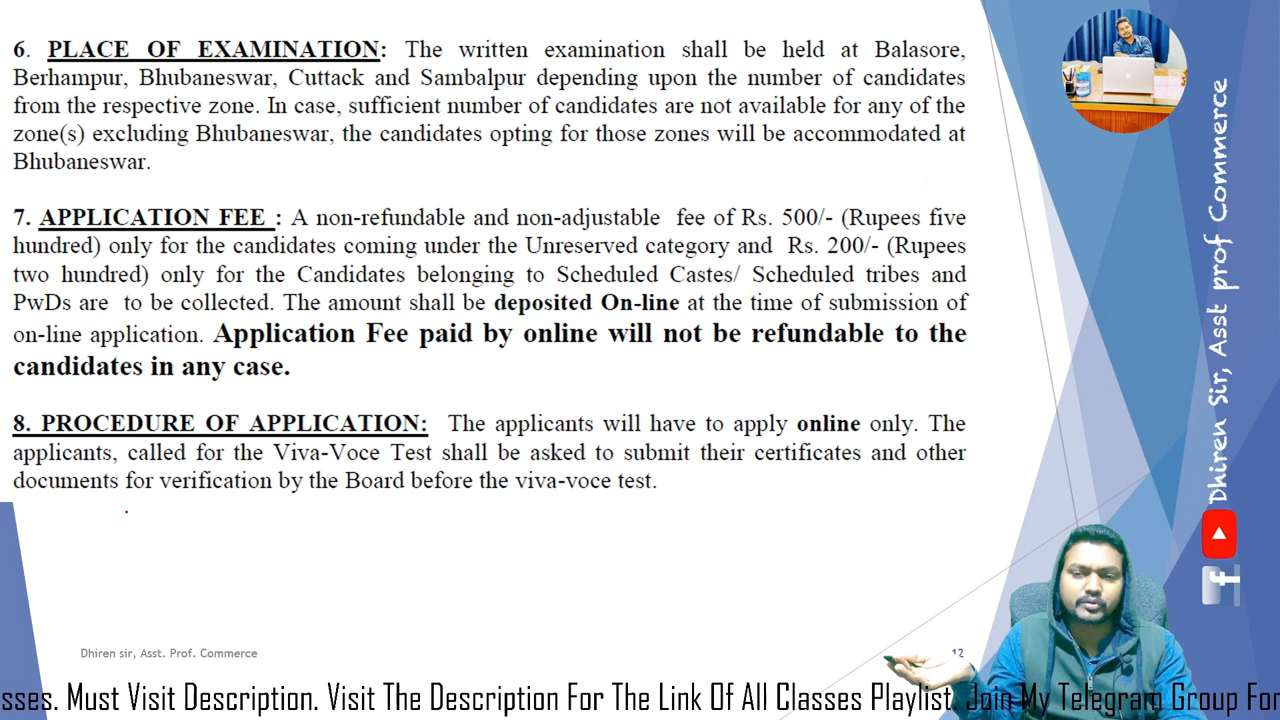 6. PLACE OF EXAMINATION: The written examination shall be held at Balasore,
Berhampur, Bhubaneswar, Cuttack and Sambalpur depending upon the number of candidates
from the respective zone. In case, sufficient number of candidates are not available for any of the
zone(s) excluding Bhubaneswar, the candidates opting for those zones will be accommodated at
Bhubaneswar.
7. APPLICATION FEE : A non-refundable and non-adjustable fee of Rs. 500/- (Rupees five
hundred) only for the candidates coming under the Unreserved category and Rs. 200/- (Rupees
two hundred) only for the Candidates belonging to Scheduled Castes/ Scheduled tribes and
PwDs are to be collected. The amount shall be deposited On-line at the time of submission of
on-line application. Application Fee paid by online will not be refundable to the
candidates in any case.
8. PROCEDURE OF APPLICATION: The applicants will have to apply online only. The
applicants, called for the Viva-Voce Test shall be asked to submit their certificates and other
documents for verification by the Board before the viva-voce test.
Dhiren Sir, Asst prof Commerce
f
Dhiren sir, Asst. Prof. Commerce
12
sses. Must Visit Description. Visit The Description For The Link Of All Classes Playlist. Join My Telegram Group For